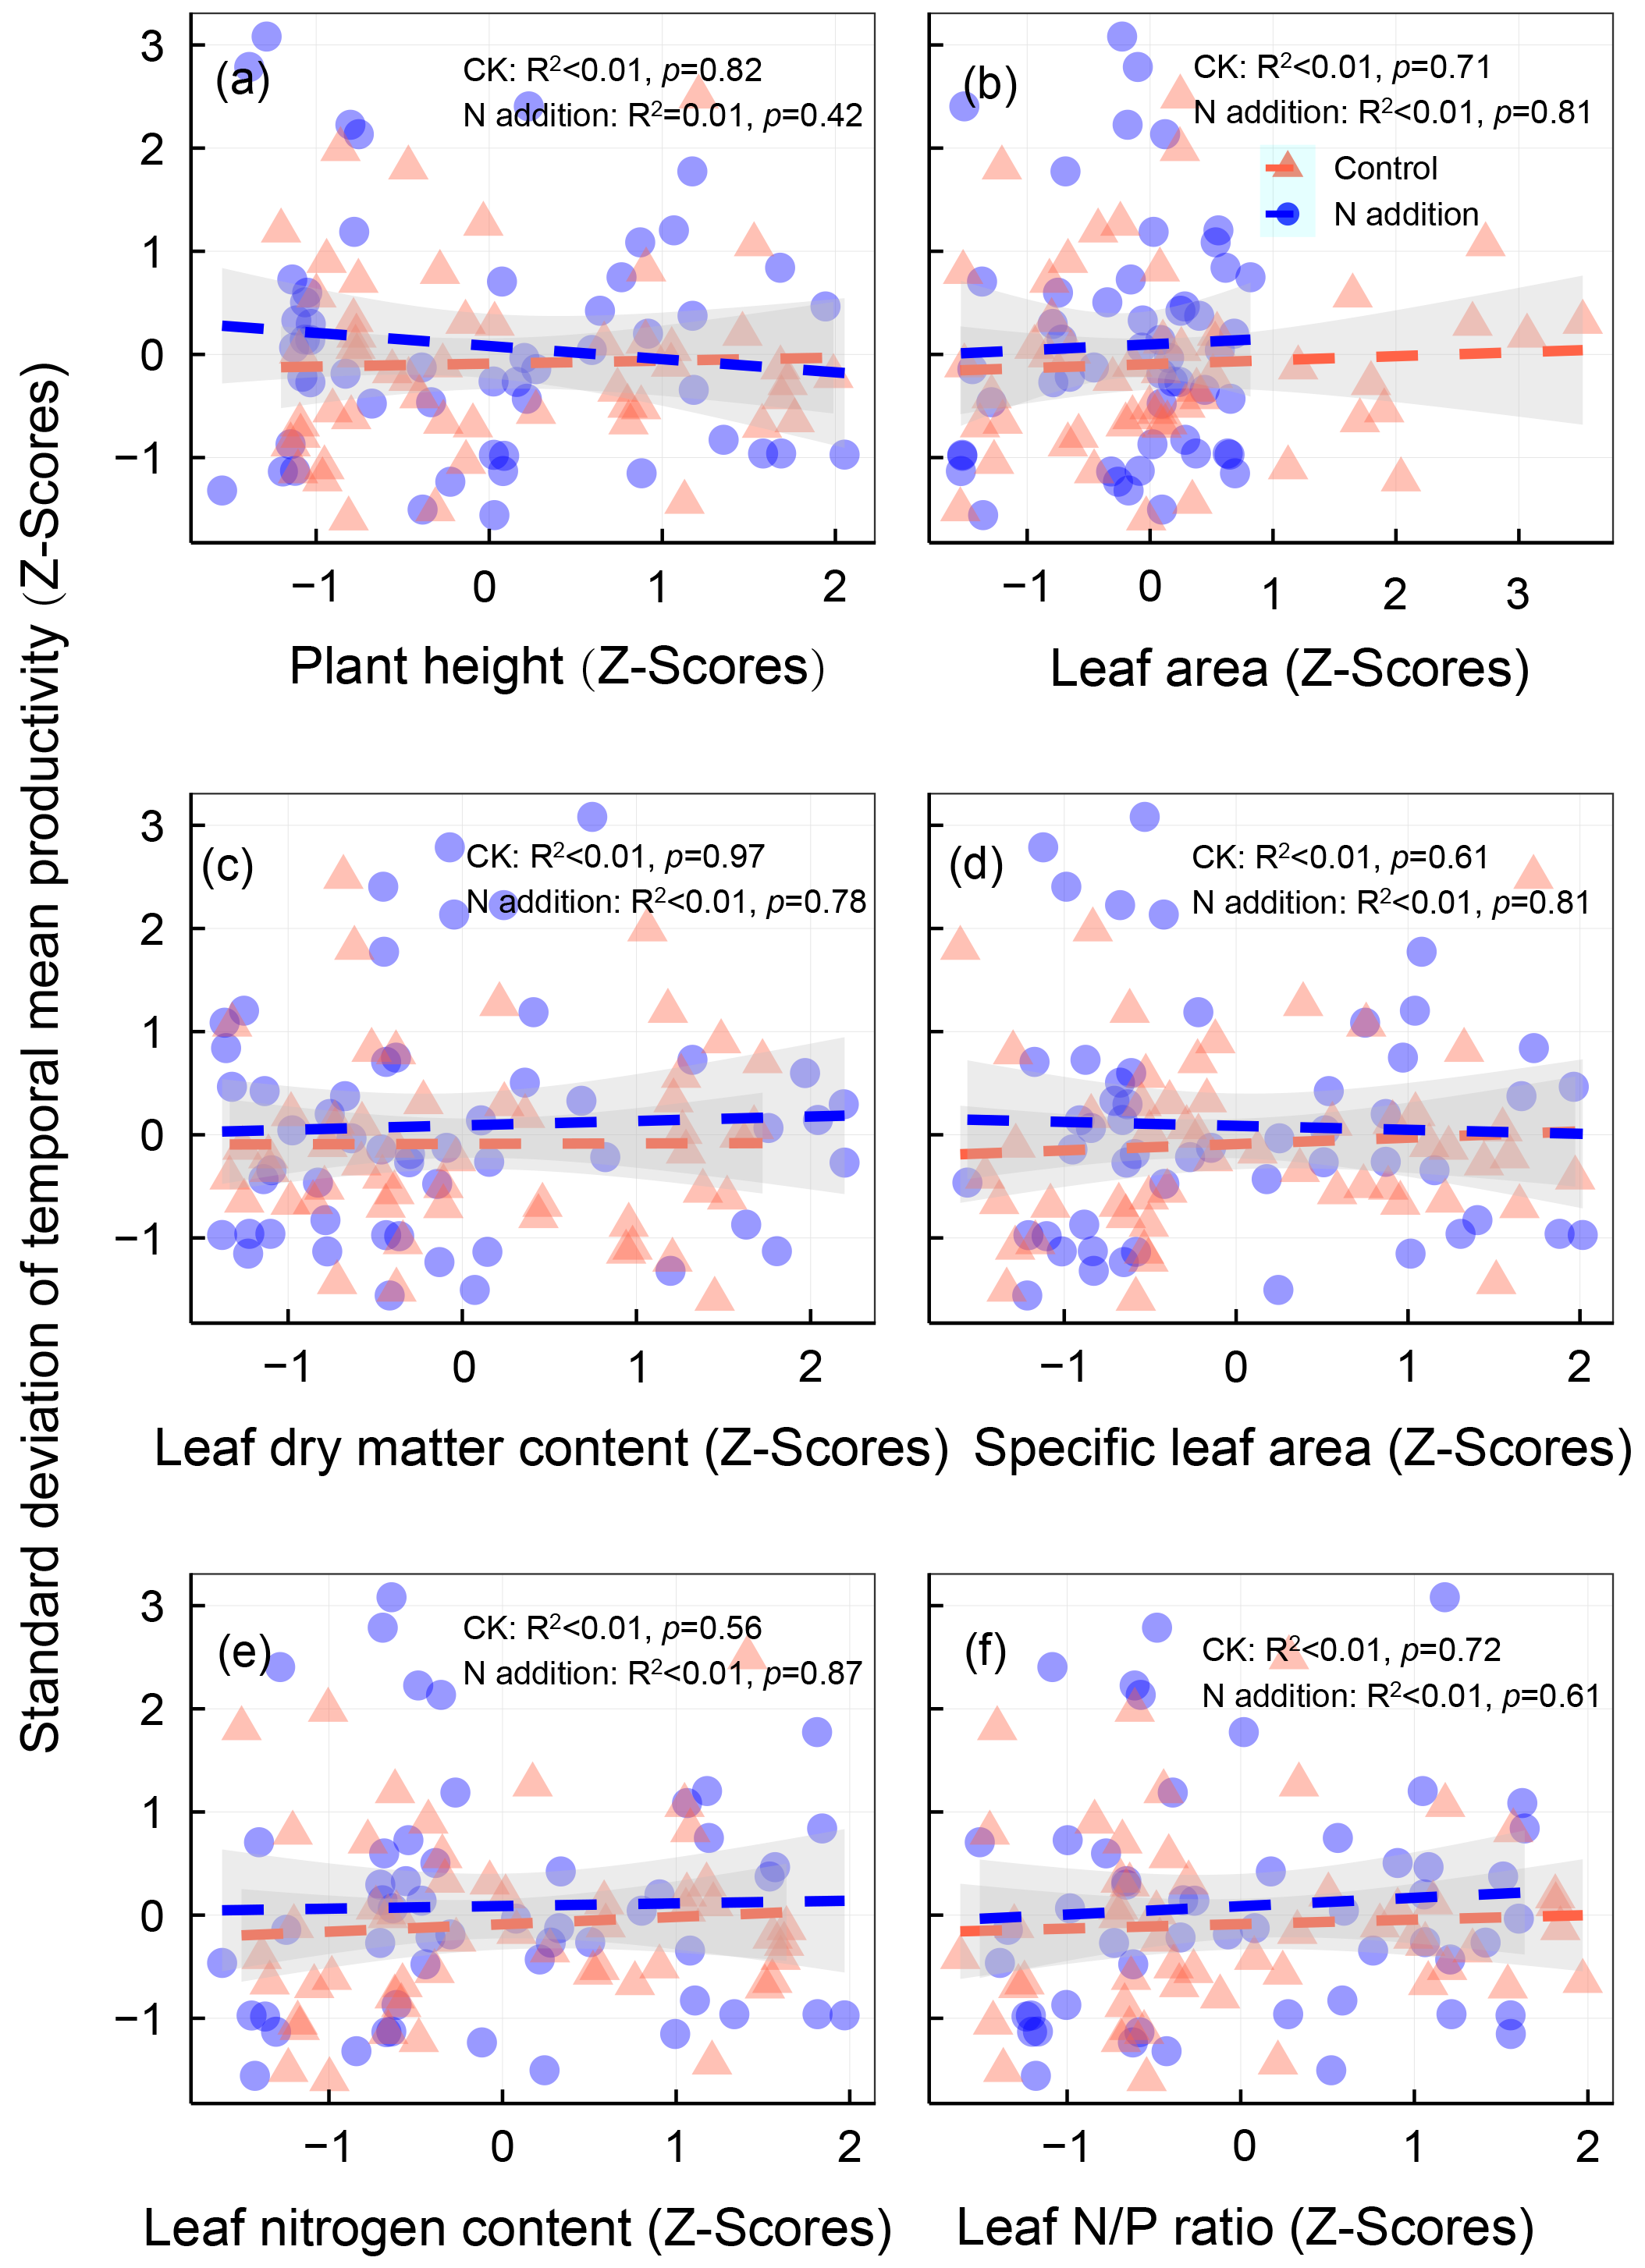 Standard deviation of temporal mean productivity (Z-Scores)
(a)
CK: R²<0.01, p=0.82
N addition: R²=0.01, p=0.42
3
2
1
0
−1
−1 0 1 2
Plant height (Z-Scores)
(b)
CK: R²<0.01, p=0.71
N addition: R²<0.01, p=0.81
Control
N addition
−1 0 1 2 3
Leaf area (Z-Scores)
(c)
CK: R²<0.01, p=0.97
N addition: R²<0.01, p=0.78
3
2
1
0
−1
−1 0 1 2
Leaf dry matter content (Z-Scores)
(d)
CK: R²<0.01, p=0.61
N addition: R²<0.01, p=0.81
−1 0 1 2
Specific leaf area (Z-Scores)
(e)
CK: R²<0.01, p=0.56
N addition: R²<0.01, p=0.87
3
2
1
0
−1
−1 0 1 2
Leaf nitrogen content (Z-Scores)
(f)
CK: R²<0.01, p=0.72
N addition: R²<0.01, p=0.61
−1 0 1 2
Leaf N/P ratio (Z-Scores)